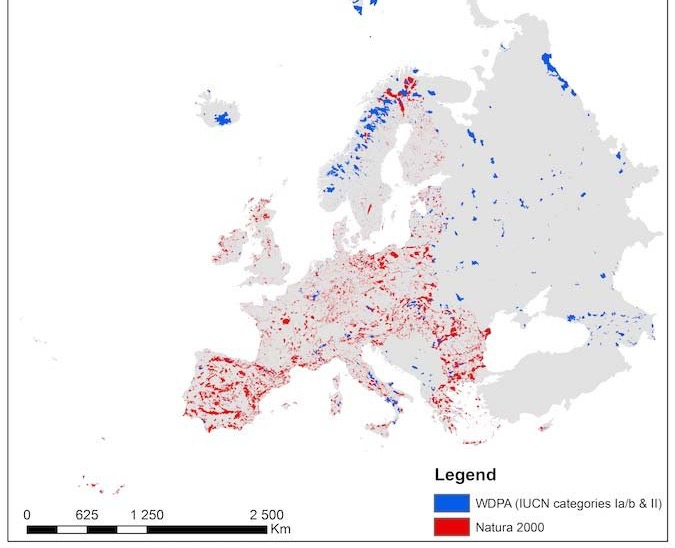 Legend
WDPA (IUCN categories Ia/b & II)
Natura 2000
0 625 1 250 2 500
Km